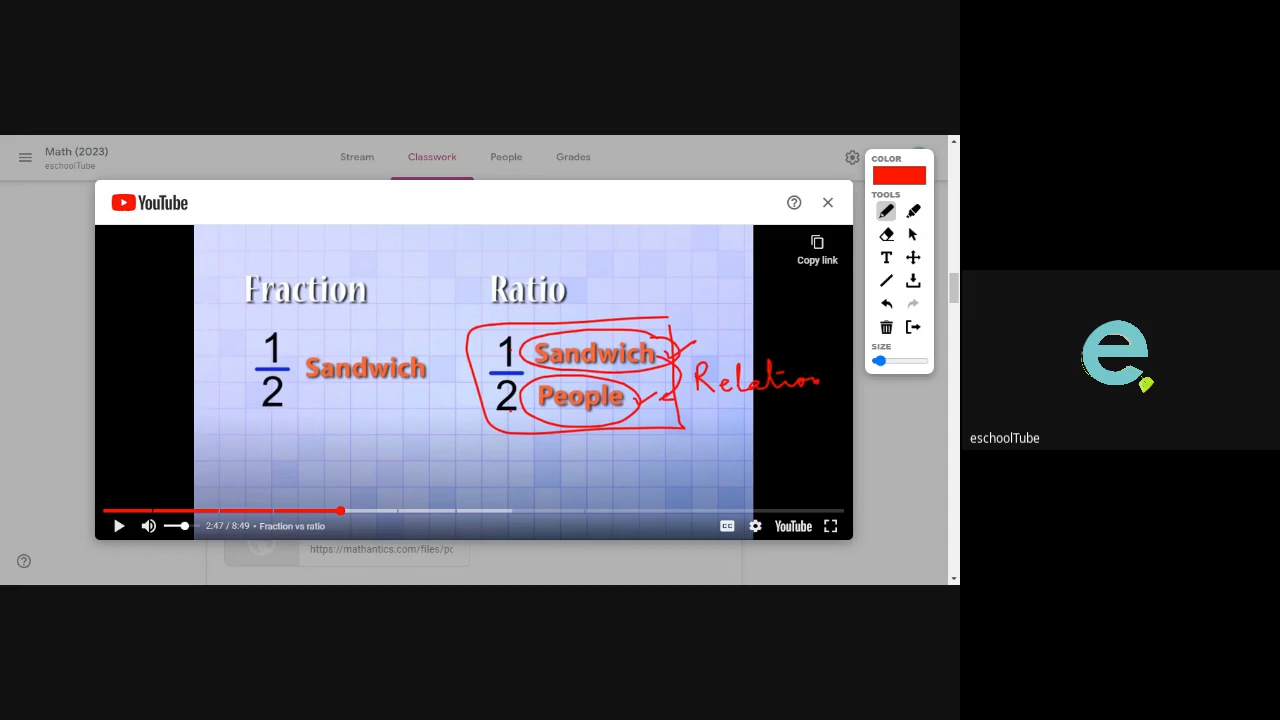 Math (2023)
eschoolTube
Stream
Classwork
People
Grades
COLOR
TOOLS
T
SIZE
YouTube
Copy link
Fraction
Ratio
1
2
Sandwich
1
2
Sandwich
People
Relation
2:47 / 8:49 • Fraction vs ratio
CC
YouTube
https://mathantics.com/files/pc
e
eschoolTube